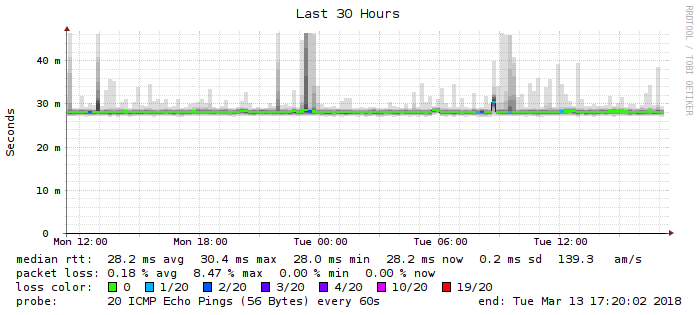 Last 30 Hours
RRDTOOL / TOBI OETIKER
Seconds
40 m
30 m
20 m
10 m
0
Mon 12:00 Mon 18:00 Tue 00:00 Tue 06:00 Tue 12:00
median rtt: 28.2 ms avg 30.4 ms max 28.0 ms min 28.2 ms now 0.2 ms sd 139.3 am/s
packet loss: 0.18 % avg 8.47 % max 0.00 % min 0.00 % now
loss color: 0 1/20 2/20 3/20 4/20 10/20 19/20
probe: 20 ICMP Echo Pings (56 Bytes) every 60s end: Tue Mar 13 17:20:02 2018